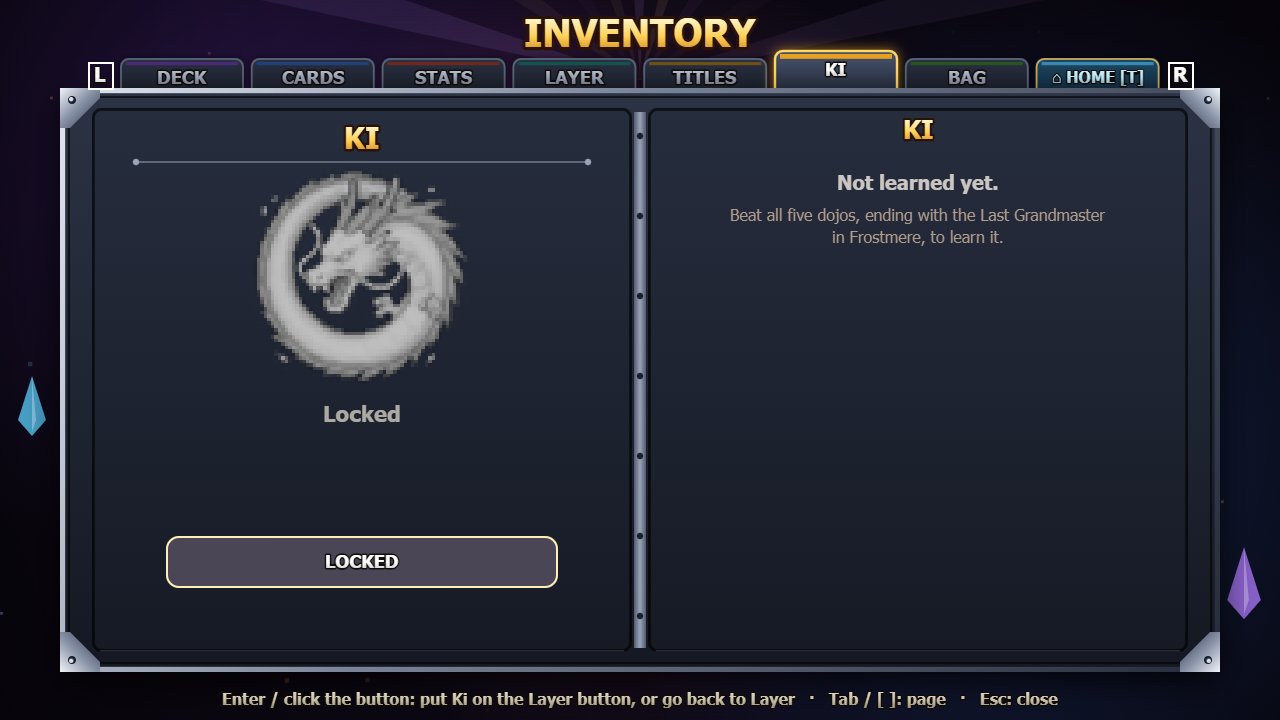 INVENTORY
L
DECK
CARDS
STATS
LAYER
TITLES
KI
BAG
⌂ HOME [T]
R
KI
Locked
LOCKED
KI
Not learned yet.
Beat all five dojos, ending with the Last Grandmaster
in Frostmere, to learn it.
Enter / click the button: put Ki on the Layer button, or go back to Layer · Tab / [ ]: page · Esc: close